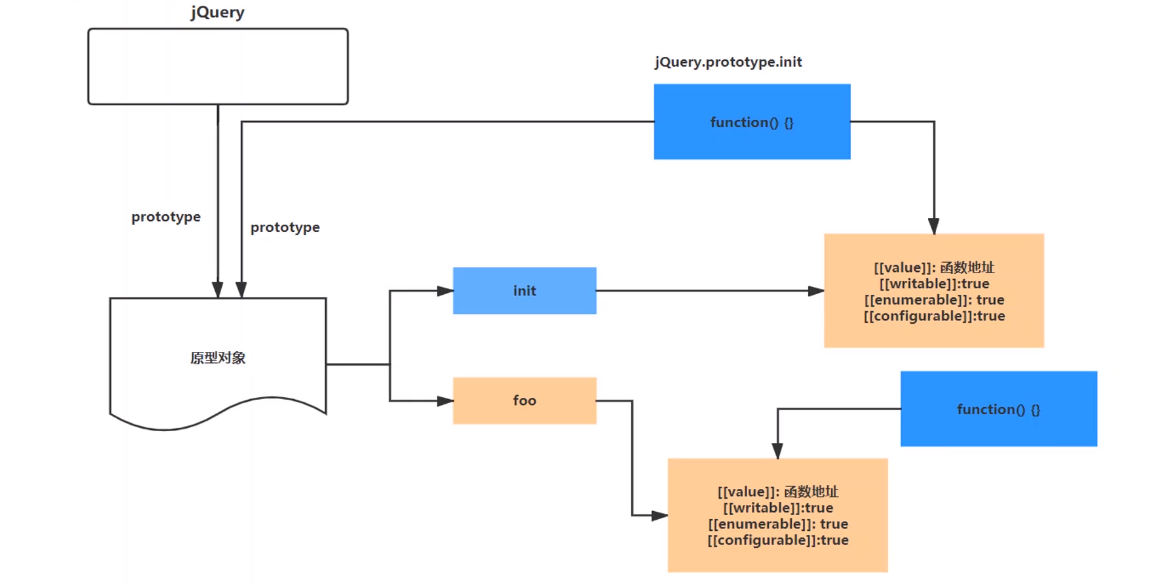 jQuery
jQuery.prototype.init
function() {}
prototype
prototype
[[value]]: 函数地址
[[writable]]:true
[[enumerable]]: true
[[configurable]]:true
init
原型对象
foo
function() {}
[[value]]: 函数地址
[[writable]]:true
[[enumerable]]: true
[[configurable]]:true